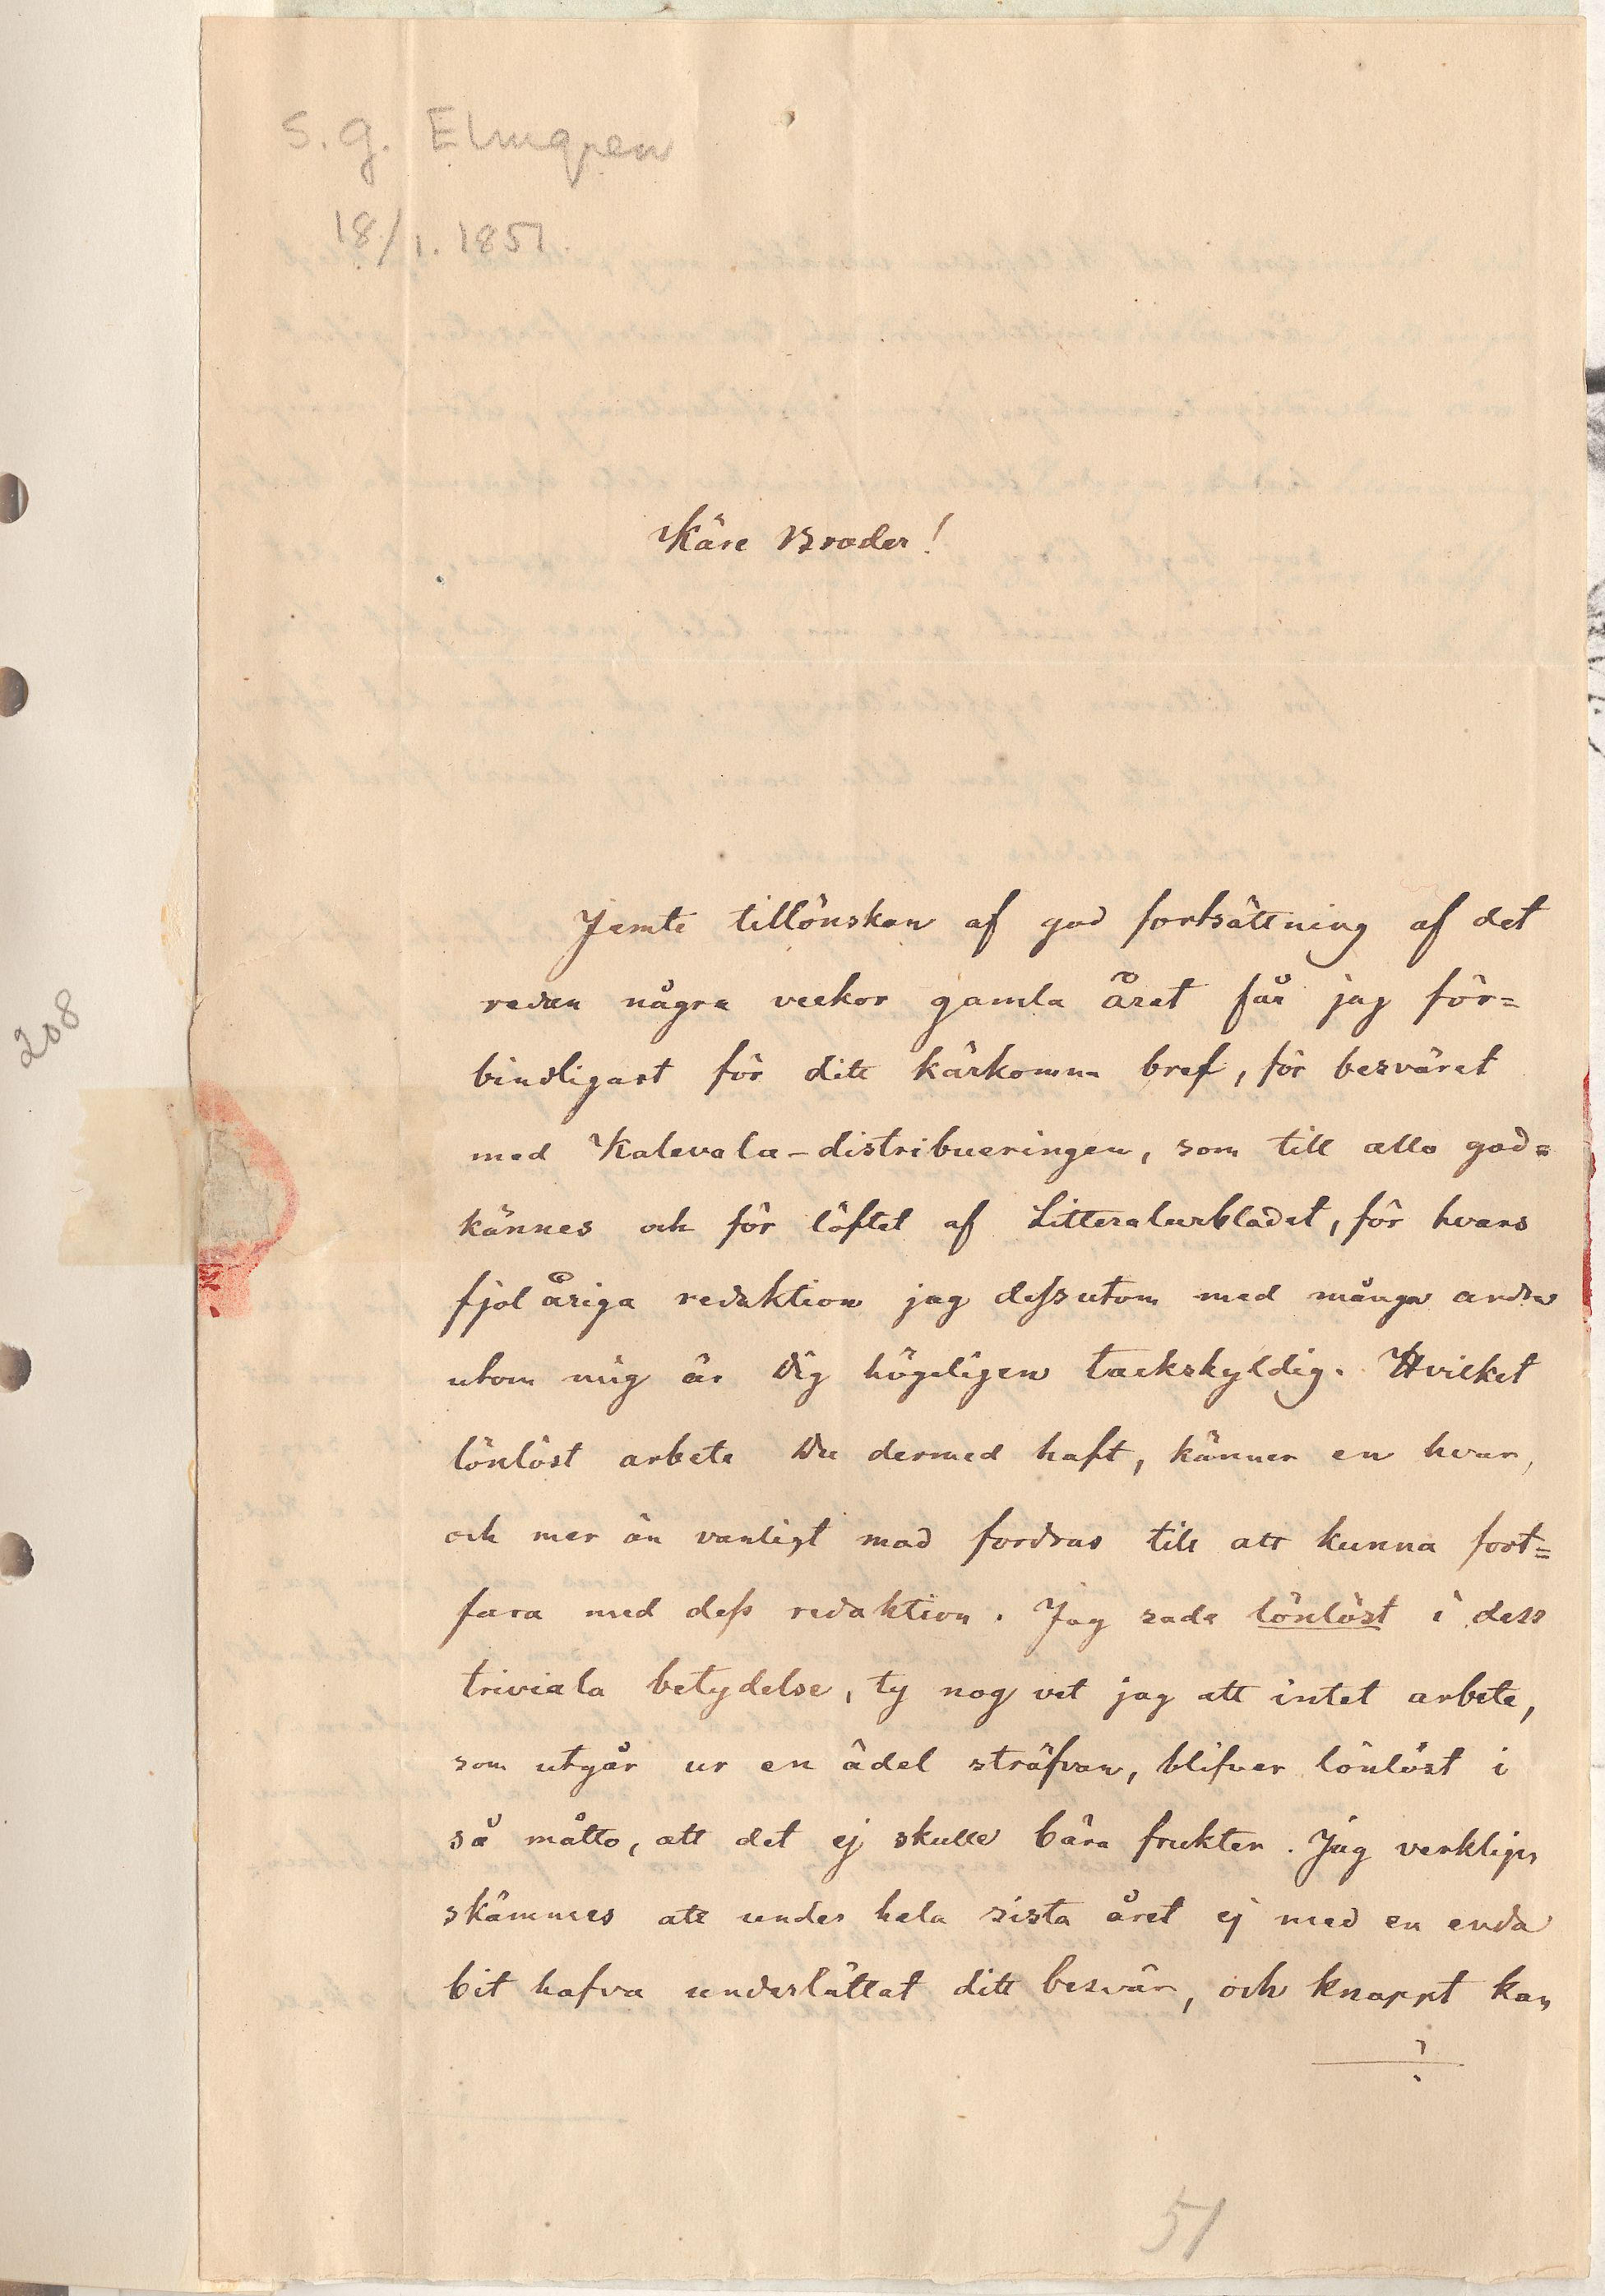 S. G. Elmgren
18/1. 1851.
Käre Broder!
Jemte tillönskan af god fortsättning af det
redan några veckor gamla året får jag för=
bindligast för ditt kärkomna bref, för besväret
med Kalevala-distribueringen, som till alla god=
kännes och för löftet af Litteraturbladet, för hvars
fjolåriga redaktion jag dessutom med många andra
utom mig är Dig högeligen tackskyldig. Hvilket
lönlöst arbete Du dermed haft, känner en hvar,
och mer än vanligt mod fordras till att kunna fort=
fara med dess redaktion. Jag sade lönlöst i dess
triviala betydelse, ty nog vet jag att intet arbete,
som utgår ur en ädel sträfvan, blifver lönlöst i
så måtto, att det ej skulle bära frukter. Jag verkligen
skämmes att under hela sista året ej med en enda
bit hafva underlättat ditt besvär, och knappt kan
208
51